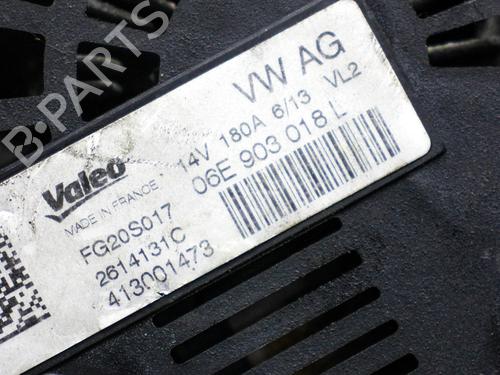 B-PARTS
VW AG
14V 180A 6/13 VL2
06E 903 018 L
Valeo
MADE IN FRANCE
FG20S017
2614131C
413001473